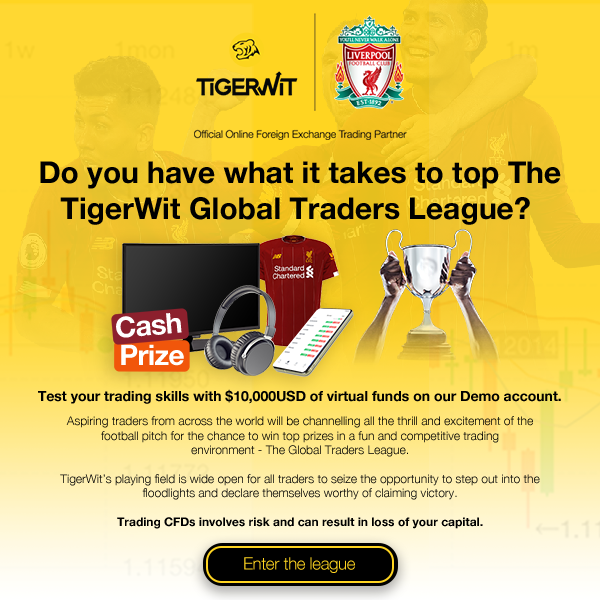 1w
1mon
1m
YOU'LL NEVER WALK ALONE
LIVERPOOL
FOOTBALL CLUB
EST·1892
TiGERWiT
Official Online Foreign Exchange Trading Partner
Do you have what it takes to top The
TigerWit Global Traders League?
Standard
Chartered
Cash
Prize
Test your trading skills with $10,000USD of virtual funds on our Demo account.
Aspiring traders from across the world will be channelling all the thrill and excitement of the
football pitch for the chance to win top prizes in a fun and competitive trading
environment - The Global Traders League.
TigerWit's playing field is wide open for all traders to seize the opportunity to step out into the
floodlights and declare themselves worthy of claiming victory.
Trading CFDs involves risk and can result in loss of your capital.
←1.11
Enter the league